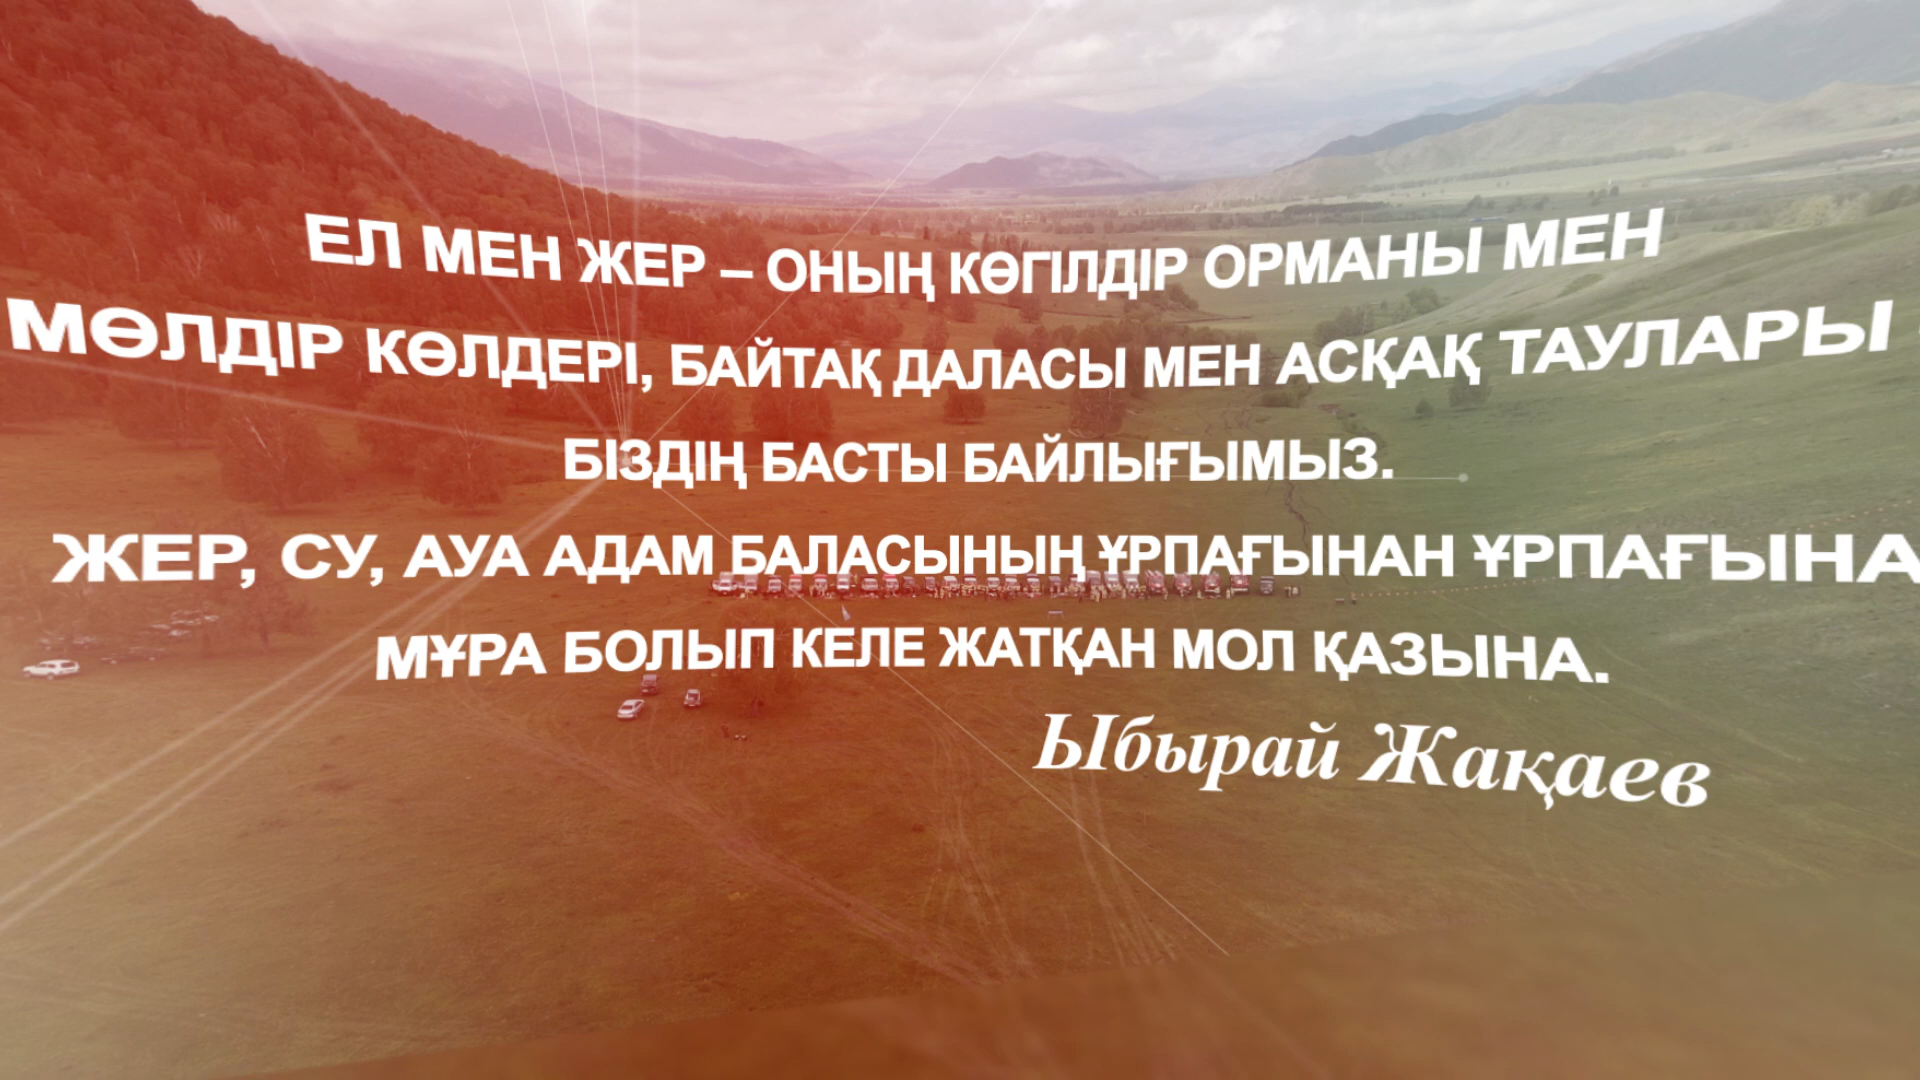 ЕЛ МЕН ЖЕР – ОНЫҢ КӨГІЛДІР ОРМАНЫ МЕН
МӨЛДІР КӨЛДЕРІ, БАЙТАҚ ДАЛАСЫ МЕН АСҚАҚ ТАУЛАРЫ
БІЗДІҢ БАСТЫ БАЙЛЫҒЫМЫЗ.
ЖЕР, СУ, АУА АДАМ БАЛАСЫНЫҢ ҰРПАҒЫНАН ҰРПАҒЫНА
МҰРА БОЛЫП КЕЛЕ ЖАТҚАН МОЛ ҚАЗЫНА.
Ыбырай Жақаев